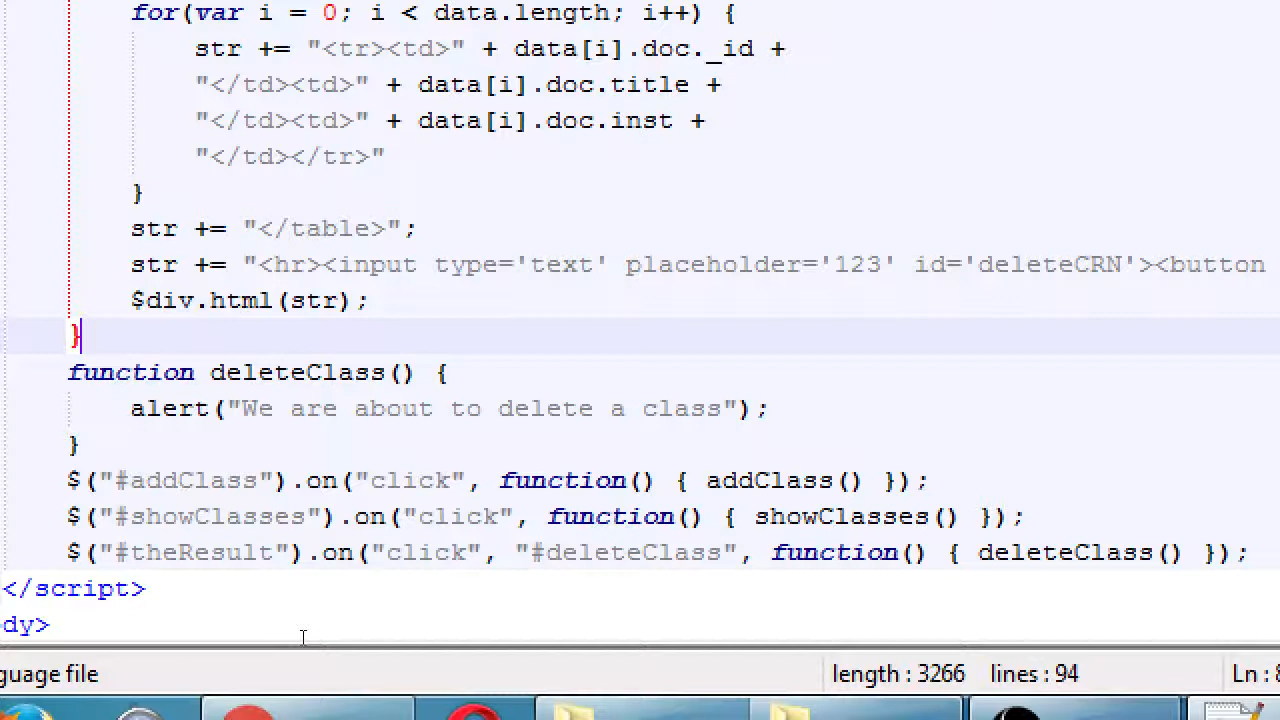 for(var i = 0; i < data.length; i++) {
str += "<tr><td>" + data[i].doc._id +
"</td><td>" + data[i].doc.title +
"</td><td>" + data[i].doc.inst +
"</td></tr>"
}
str += "</table>";
str += "<hr><input type='text' placeholder='123' id='deleteCRN'><button
$div.html(str);
}
function deleteClass() {
alert("We are about to delete a class");
}
$("#addClass").on("click", function() { addClass() });
$("#showClasses").on("click", function() { showClasses() });
$("#theResult").on("click", "#deleteClass", function() { deleteClass() });
</script>
dy>
guage file length : 3266 lines : 94 Ln : 8